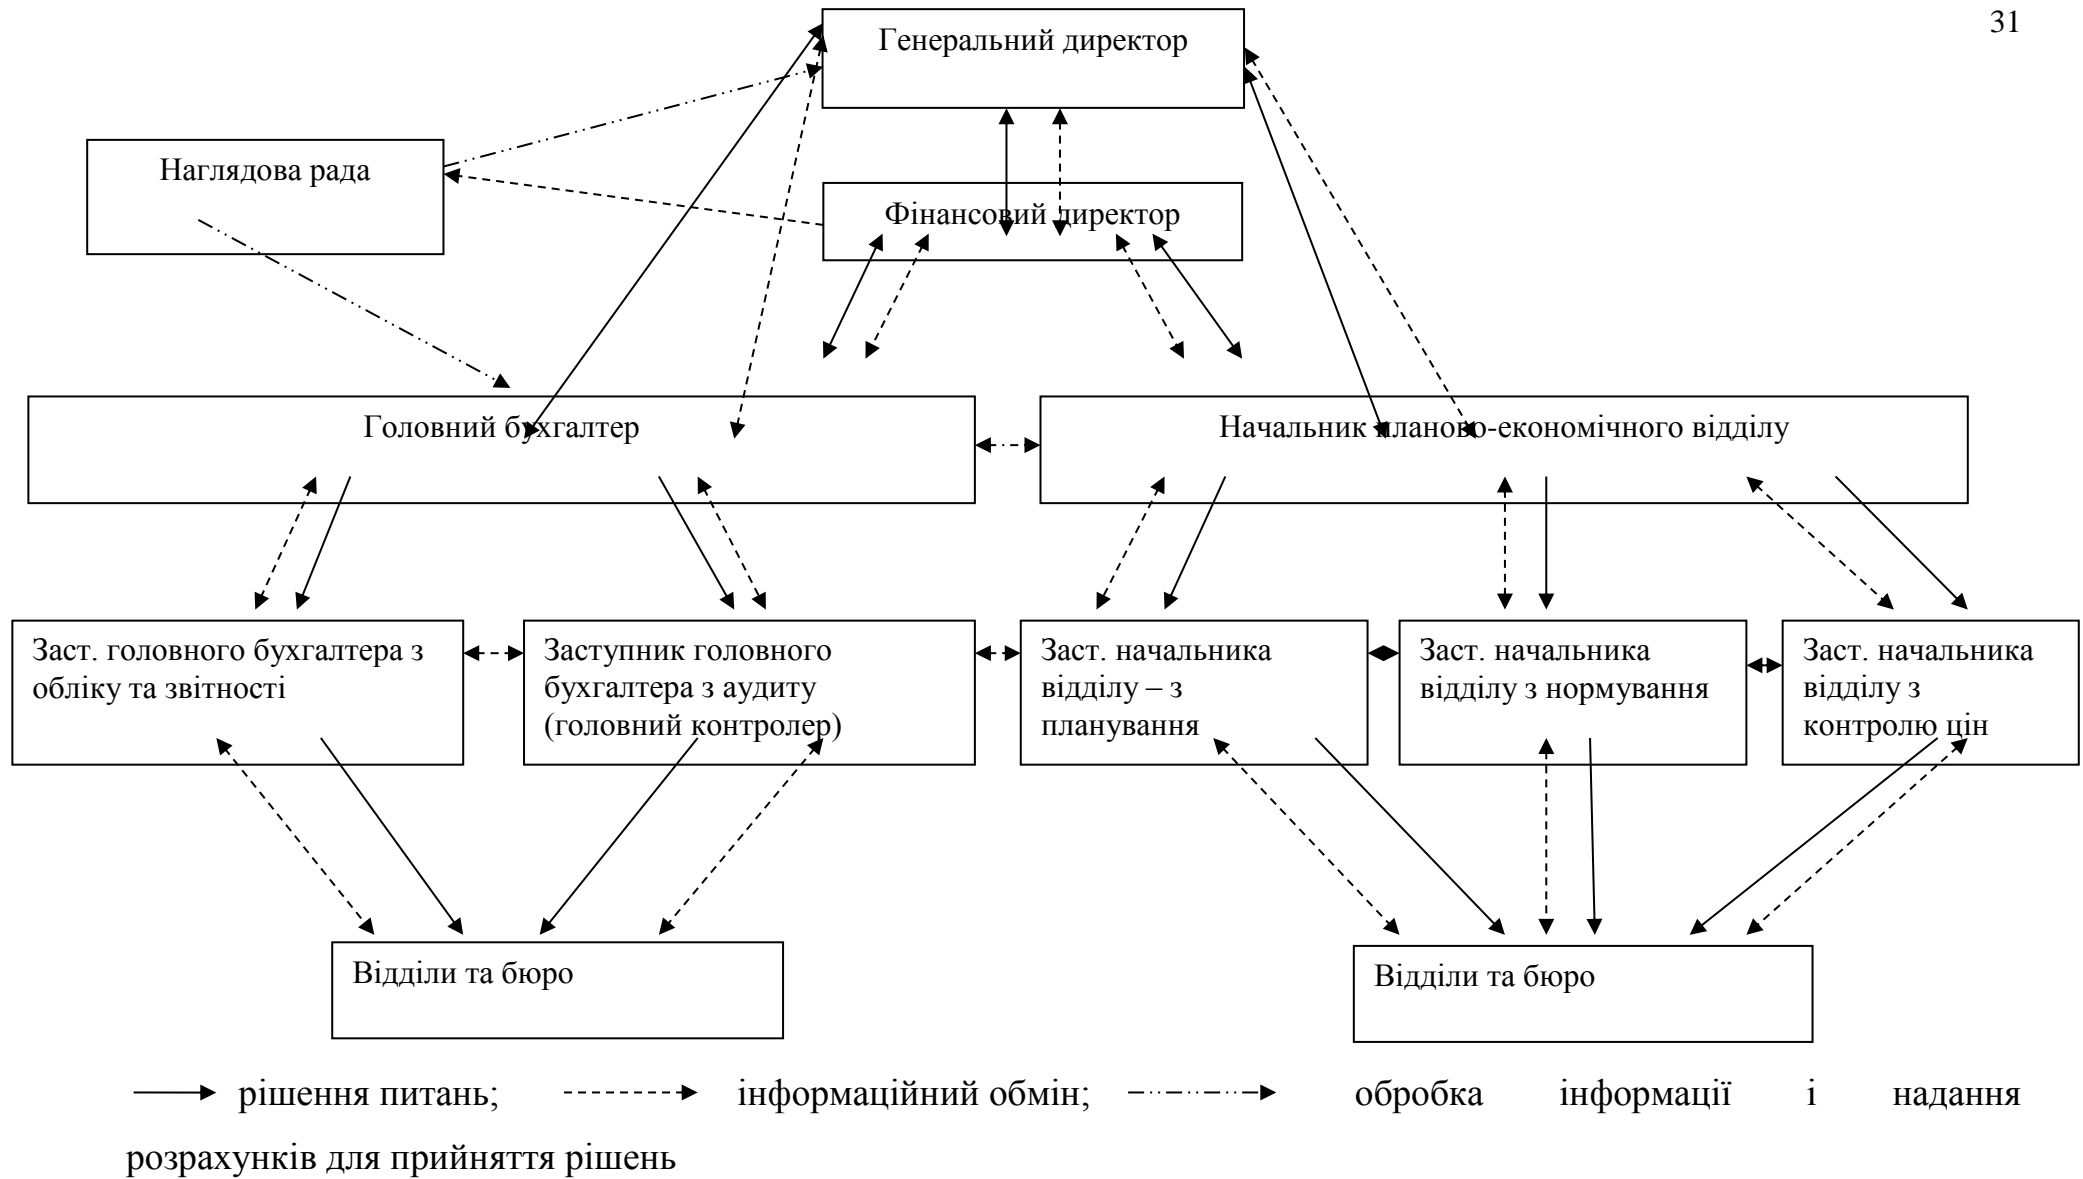 31
Генеральний директор
Наглядова рада
Фінансовий директор
Головний бухгалтер
Начальник планово-економічного відділу
Заст. головного бухгалтера з
обліку та звітності
Заступник головного
бухгалтера з аудиту
(головний контролер)
Заст. начальника
відділу – з
планування
Заст. начальника
відділу з нормування
Заст. начальника
відділу з
контролю цін
Відділи та бюро
Відділи та бюро
рішення питань; інформаційний обмін; обробка інформації і надання
розрахунків для прийняття рішень